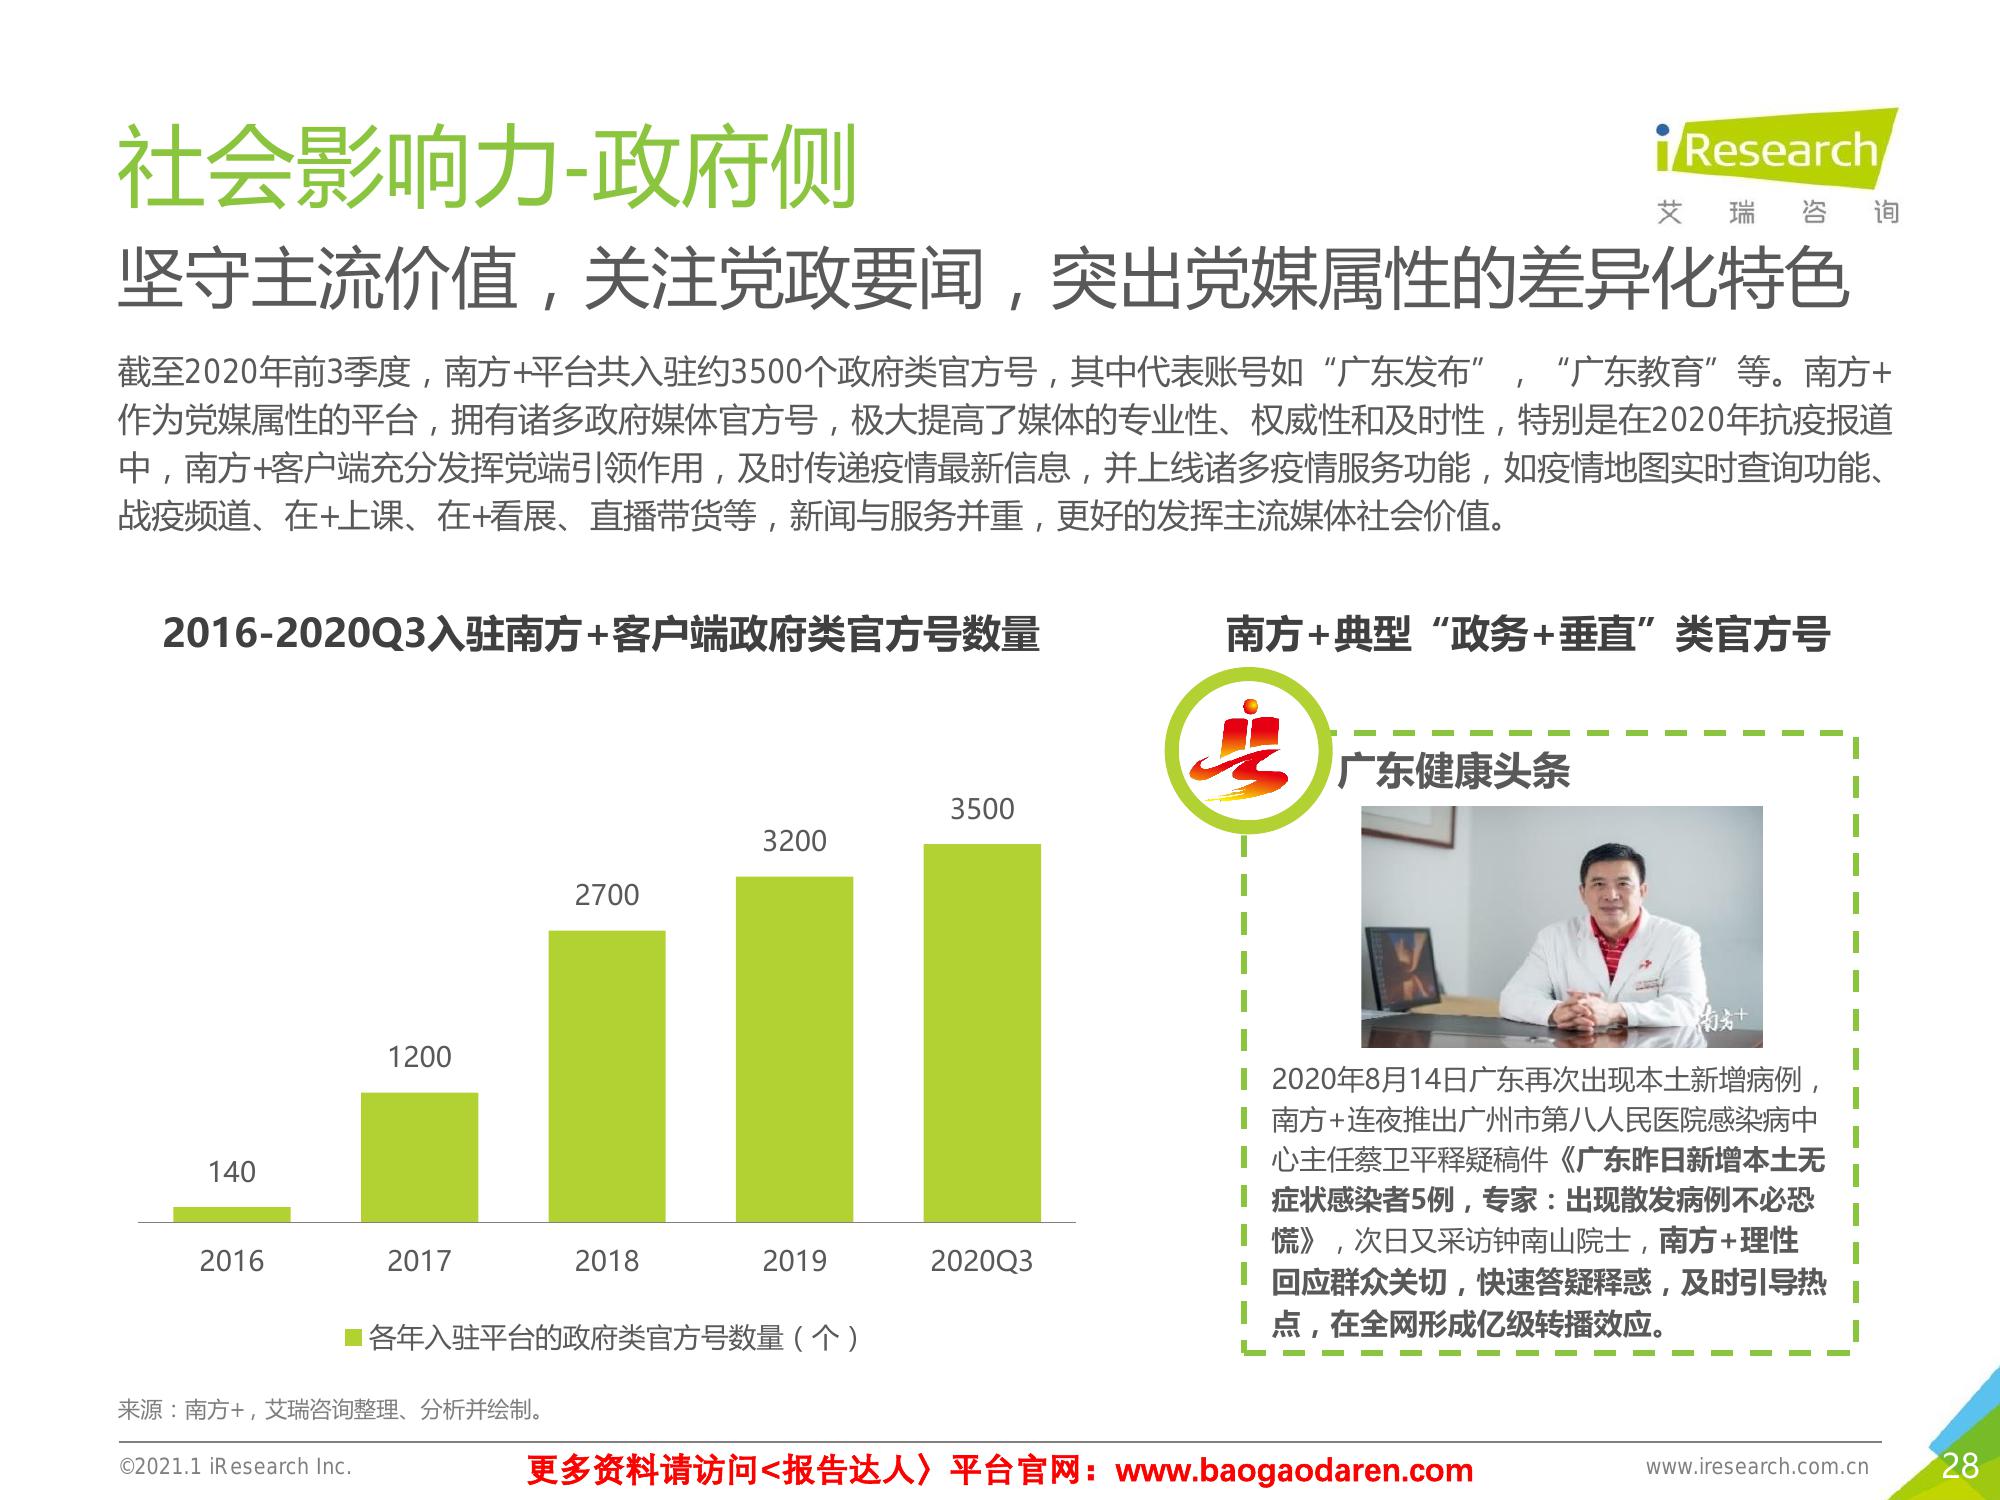 社会影响力-政府侧
iResearch
艾 瑞 咨 询
坚守主流价值，关注党政要闻，突出党媒属性的差异化特色
截至2020年前3季度，南方+平台共入驻约3500个政府类官方号，其中代表账号如“广东发布”，“广东教育”等。南方+
作为党媒属性的平台，拥有诸多政府媒体官方号，极大提高了媒体的专业性、权威性和及时性，特别是在2020年抗疫报道
中，南方+客户端充分发挥党端引领作用，及时传递疫情最新信息，并上线诸多疫情服务功能，如疫情地图实时查询功能、
战疫频道、在+上课、在+看展、直播带货等，新闻与服务并重，更好的发挥主流媒体社会价值。
2016-2020Q3入驻南方+客户端政府类官方号数量
140
1200
2700
3200
3500
2016
2017
2018
2019
2020Q3
各年入驻平台的政府类官方号数量（个）
南方+典型“政务+垂直”类官方号
广东健康头条
南方+
2020年8月14日广东再次出现本土新增病例，
南方+连夜推出广州市第八人民医院感染病中
心主任蔡卫平释疑稿件《广东昨日新增本土无
症状感染者5例，专家：出现散发病例不必恐
慌》，次日又采访钟南山院士，南方+理性
回应群众关切，快速答疑释惑，及时引导热
点，在全网形成亿级转播效应。
来源：南方+，艾瑞咨询整理、分析并绘制。
©2021.1 iResearch Inc.
更多资料请访问<报告达人〉平台官网：www.baogaodaren.com
www.iresearch.com.cn
28